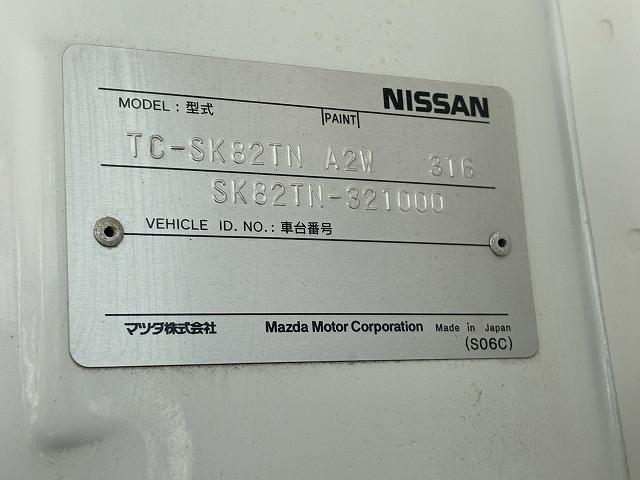 NISSAN
MODEL : 型式
PAINT
TC-SK82TN A2W 316
SK82TN-321000
VEHICLE ID. NO. : 車台番号
マツダ株式会社 Mazda Motor Corporation Made in Japan
(S06C)